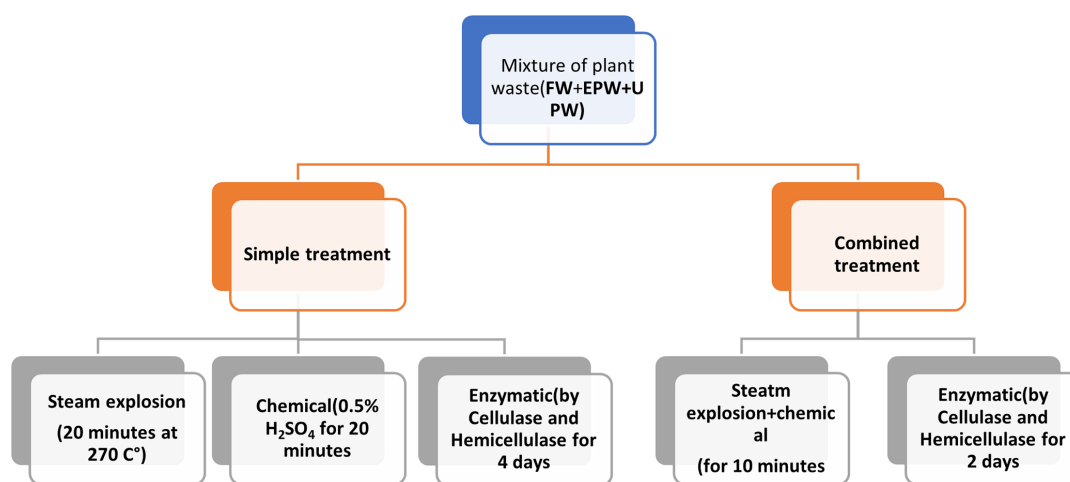 Mixture of plant
waste(FW+EPW+U
PW)
Simple treatment
Combined
treatment
Steam explosion
(20 minutes at
270 C°)
Chemical(0.5%
H₂SO₄ for 20
minutes
Enzymatic(by
Cellulase and
Hemicellulase for
4 days
Steatm
explosion+chemic
al
(for 10 minutes
Enzymatic(by
Cellulase and
Hemicellulase for
2 days